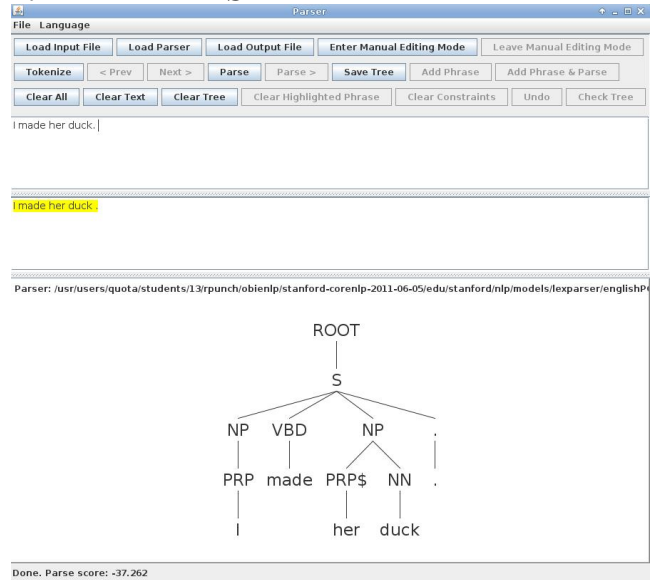 Parser
File Language
Load Input File Load Parser Load Output File Enter Manual Editing Mode Leave Manual Editing Mode
Tokenize < Prev Next > Parse Parse > Save Tree Add Phrase Add Phrase & Parse
Clear All Clear Text Clear Tree Clear Highlighted Phrase Clear Constraints Undo Check Tree
I made her duck.
I made her duck .
Parser: /usr/users/quota/students/13/rpunch/obienlp/stanford-corenlp-2011-06-05/edu/stanford/nlp/models/lexparser/englishP
ROOT
S
NP VBD NP .
PRP made PRP$ NN .
I her duck
Done. Parse score: -37.262